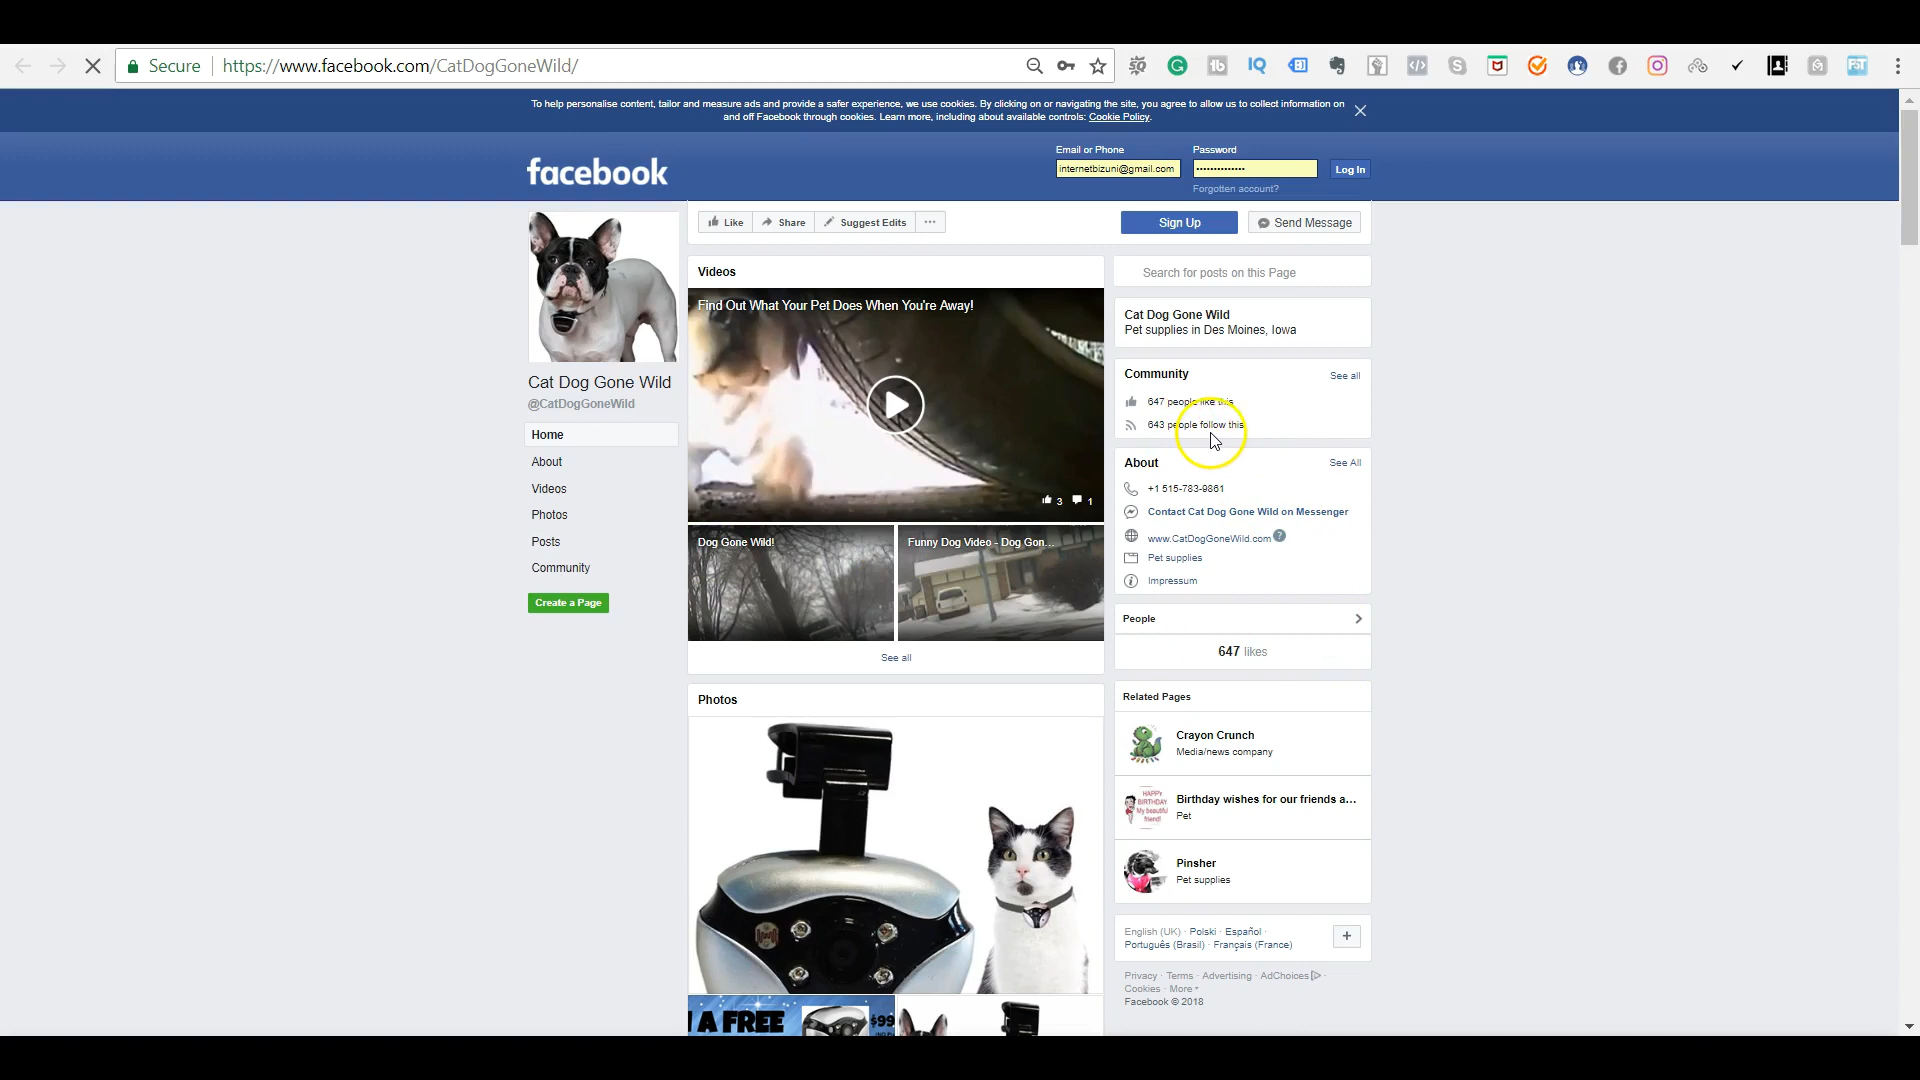 Secure
https://www.facebook.com/CatDogGoneWild/
To help personalise content, tailor and measure ads and provide a safer experience, we use cookies. By clicking on or navigating the site, you agree to allow us to collect information on
and off Facebook through cookies. Learn more, including about available controls: Cookie Policy.
facebook
Email or Phone
Password
internetbizuni@gmail.com
Log In
Forgotten account?
Like
Share
Suggest Edits
Sign Up
Send Message
Cat Dog Gone Wild
@CatDogGoneWild
Home
About
Videos
Photos
Posts
Community
Create a Page
Videos
Find Out What Your Pet Does When You're Away!
3
1
Dog Gone Wild!
Funny Dog Video - Dog Gon...
See all
Photos
A FREE
$99
Search for posts on this Page
Cat Dog Gone Wild
Pet supplies in Des Moines, Iowa
Community
See all
647 people like this
643 people follow this
About
See All
+1 515-783-9861
Contact Cat Dog Gone Wild on Messenger
www.CatDogGoneWild.com
Pet supplies
Impressum
People
647 likes
Related Pages
Crayon Crunch
Media/news company
HAPPY
BIRTHDAY
My beautiful
friend!
Birthday wishes for our friends a...
Pet
Pinsher
Pet supplies
English (UK) · Polski · Español ·
Português (Brasil) · Français (France)
Privacy · Terms · Advertising · AdChoices ·
Cookies · More
Facebook © 2018